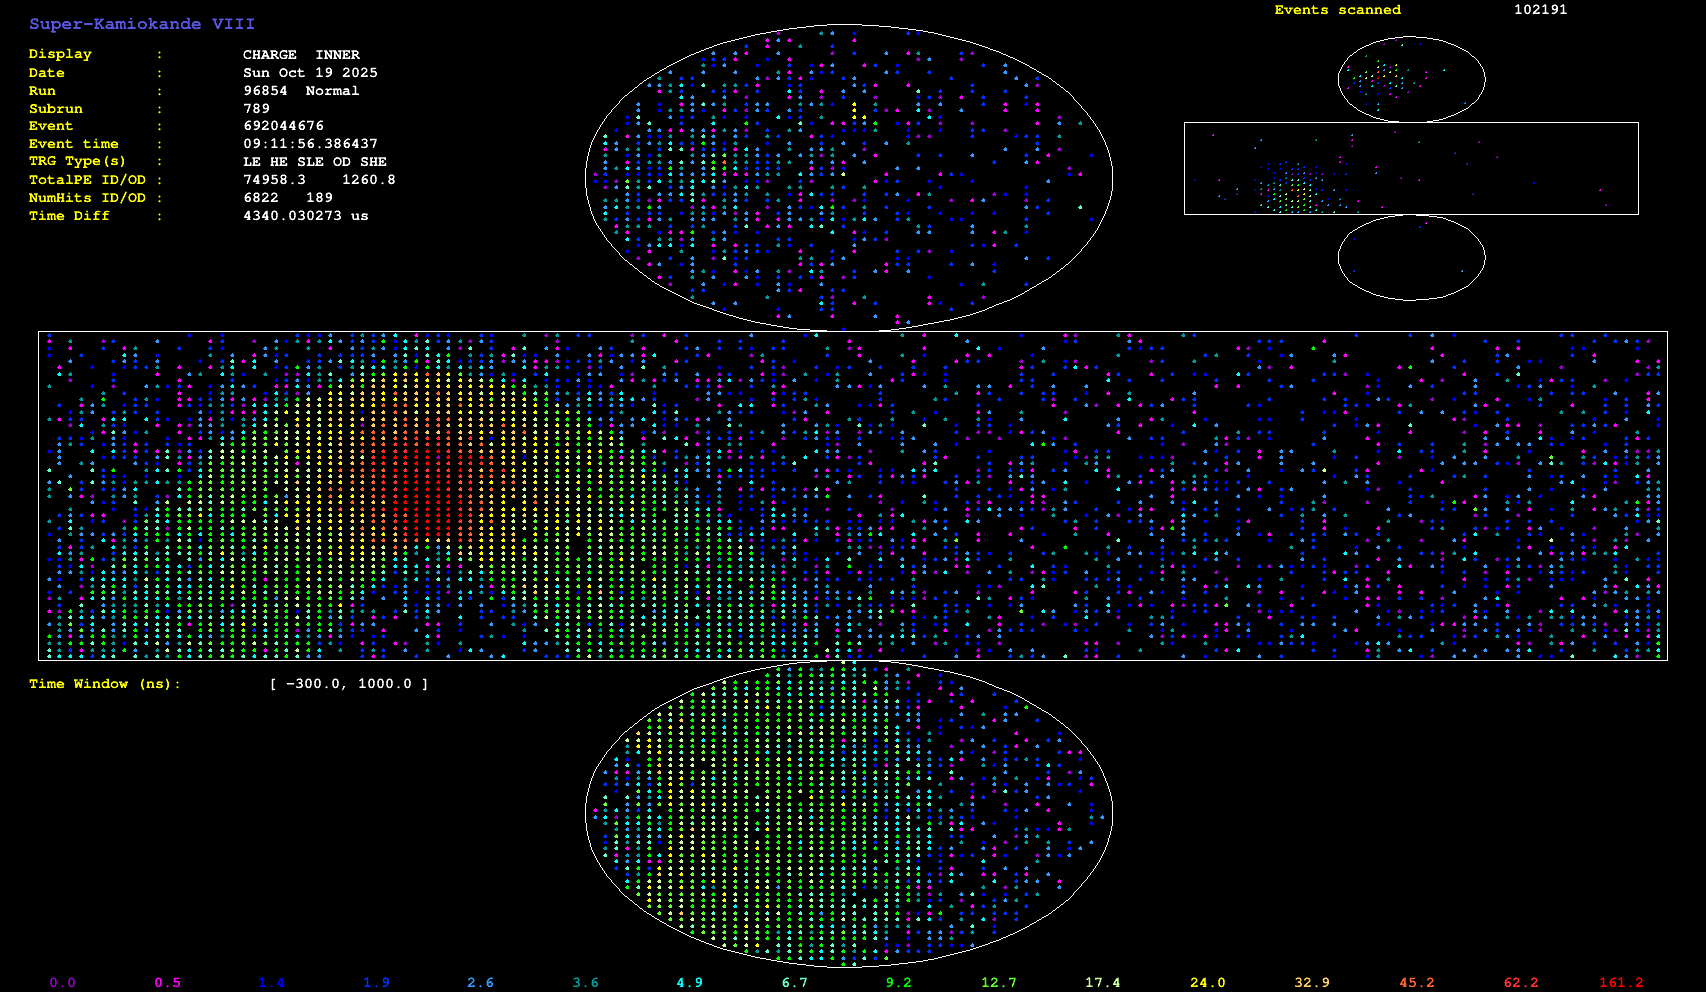 Super-Kamiokande VIII
Events scanned 102191
Display : CHARGE INNER
Date : Sun Oct 19 2025
Run : 96854 Normal
Subrun : 789
Event : 692044676
Event time : 09:11:56.386437
TRG Type(s) : LE HE SLE OD SHE
TotalPE ID/OD : 74958.3 1260.8
NumHits ID/OD : 6822 189
Time Diff : 4340.030273 us
Time Window (ns): [ -300.0, 1000.0 ]
0.0 0.5 1.4 1.9 2.6 3.6 4.9 6.7 9.2 12.7 17.4 24.0 32.9 45.2 62.2 161.2